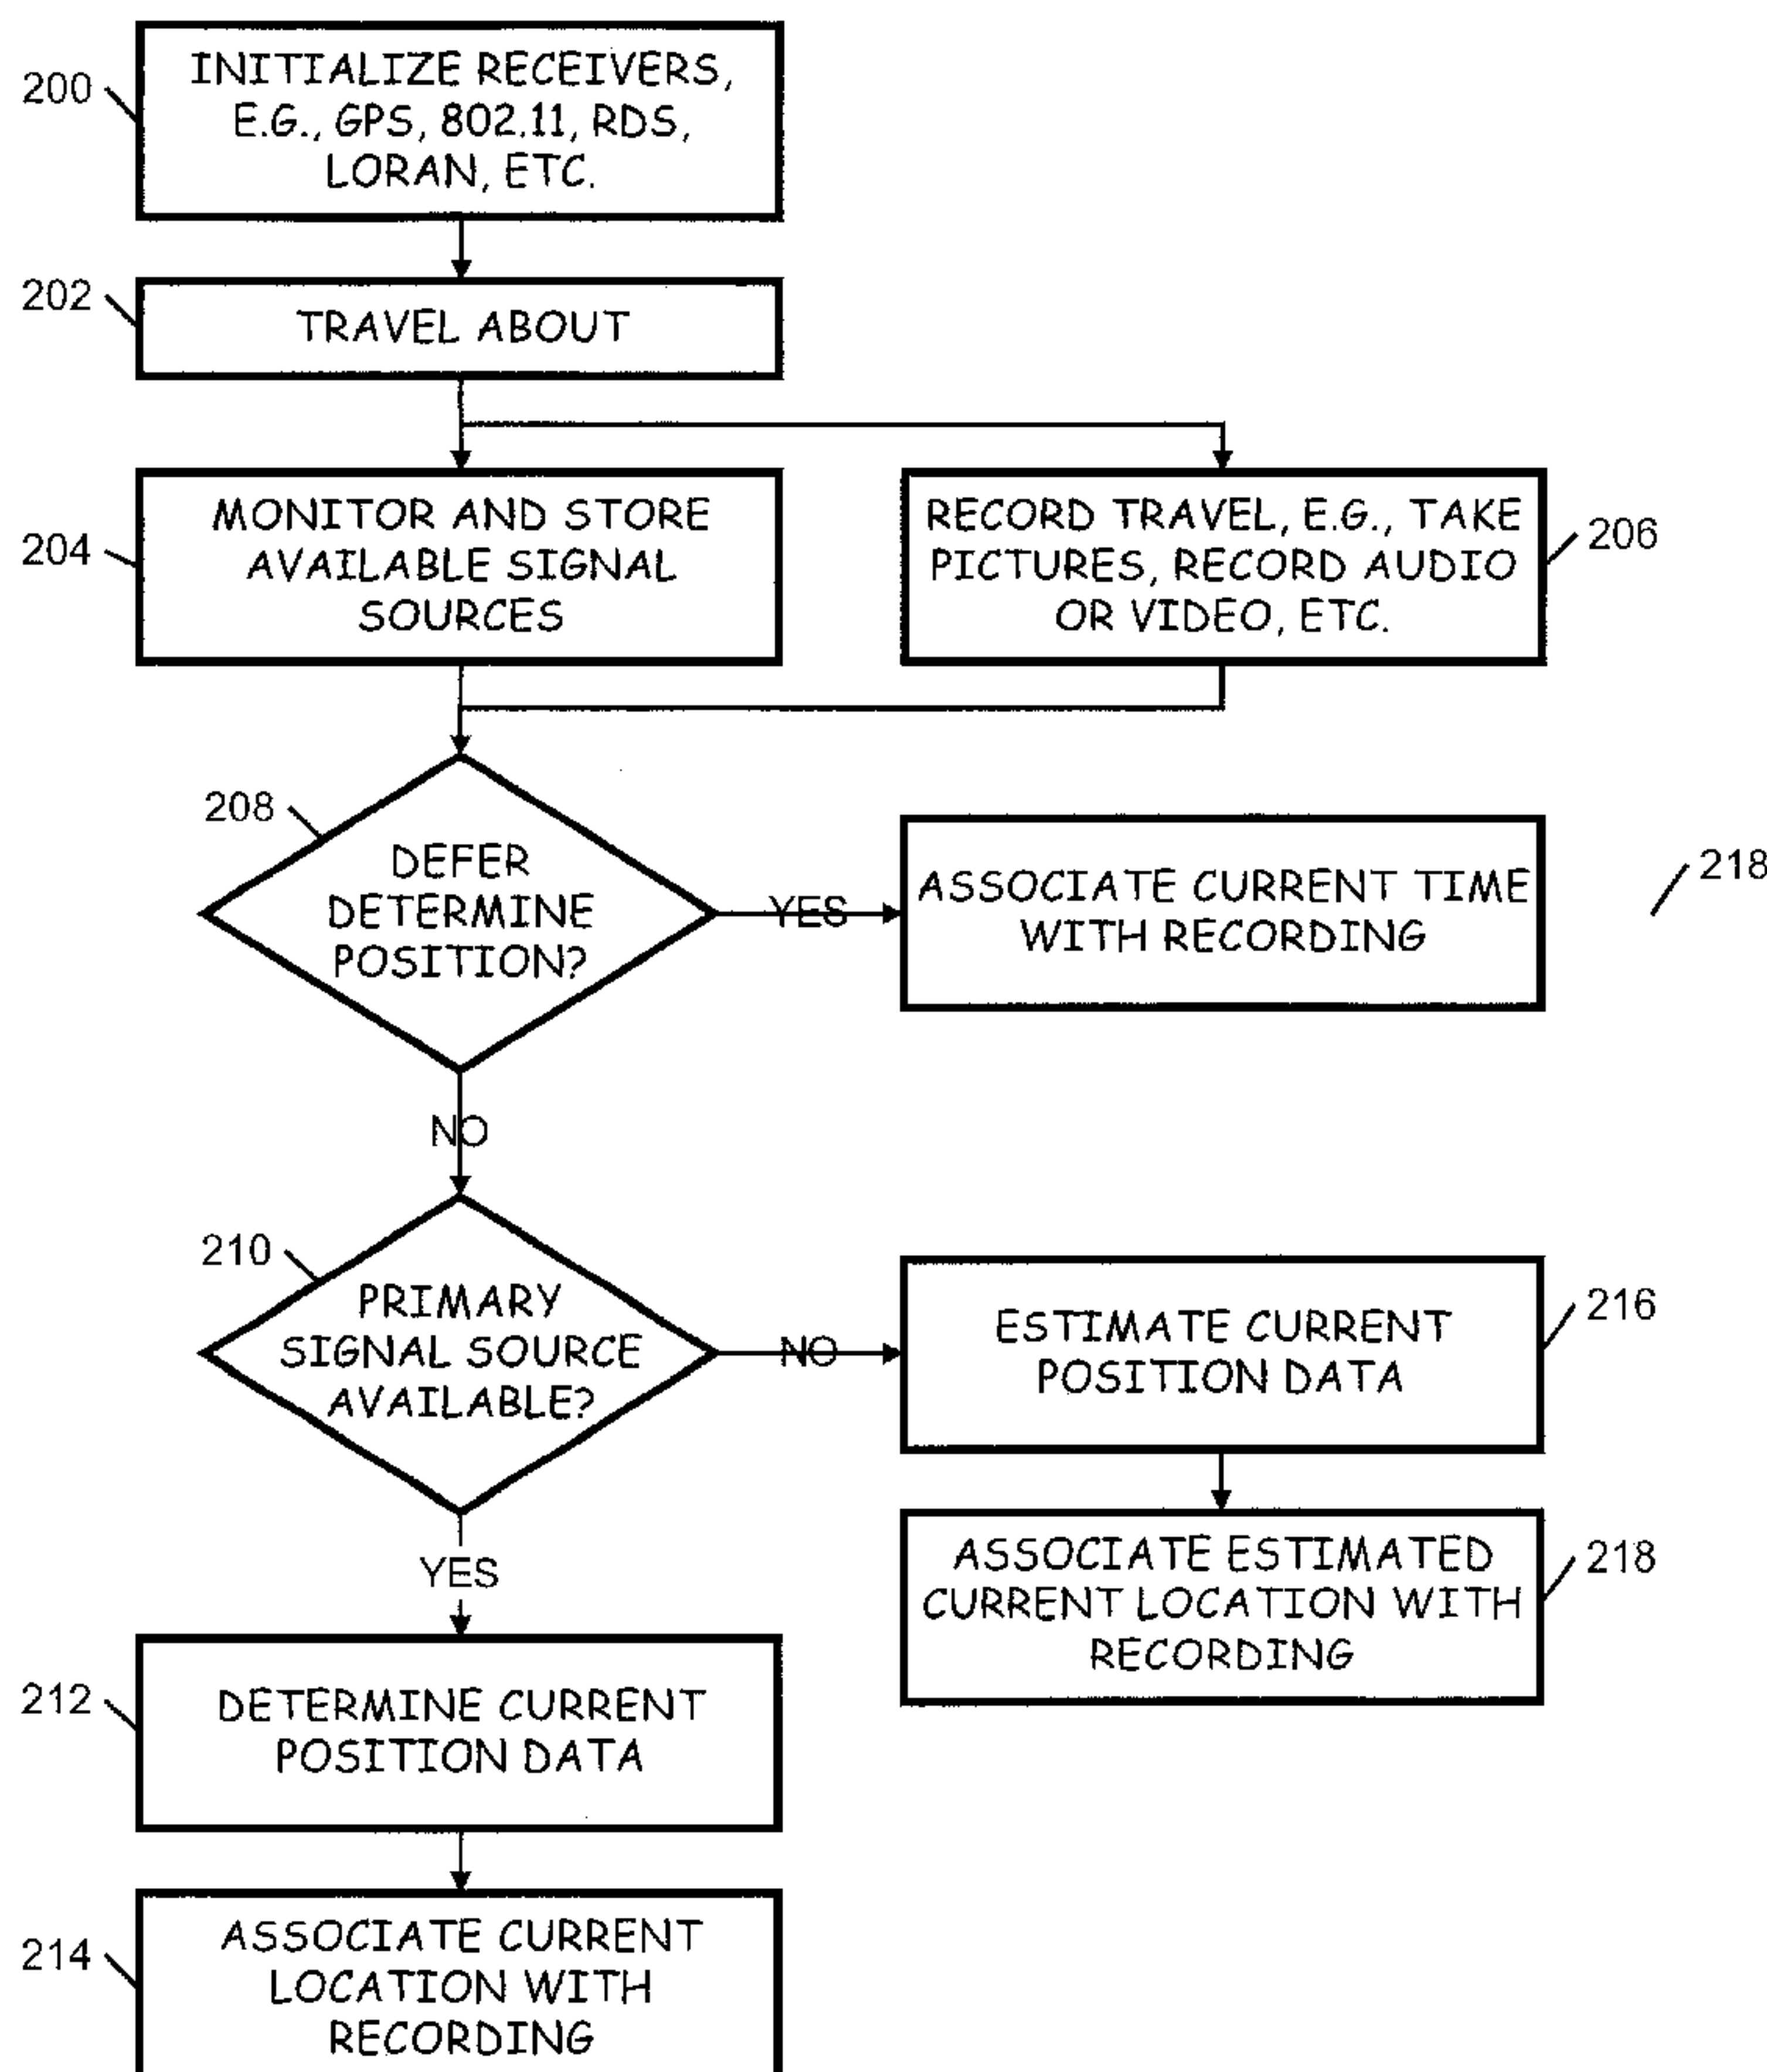 200
INITIALIZE RECEIVERS,
E.G., GPS, 802.11, RDS,
LORAN, ETC.
202
TRAVEL ABOUT
204
MONITOR AND STORE
AVAILABLE SIGNAL
SOURCES
RECORD TRAVEL, E.G., TAKE
PICTURES, RECORD AUDIO
OR VIDEO, ETC.
206
208
DEFER
DETERMINE
POSITION?
YES
ASSOCIATE CURRENT TIME
WITH RECORDING
218
NO
210
PRIMARY
SIGNAL SOURCE
AVAILABLE?
NO
ESTIMATE CURRENT
POSITION DATA
216
YES
ASSOCIATE ESTIMATED
CURRENT LOCATION WITH
RECORDING
218
212
DETERMINE CURRENT
POSITION DATA
214
ASSOCIATE CURRENT
LOCATION WITH
RECORDING